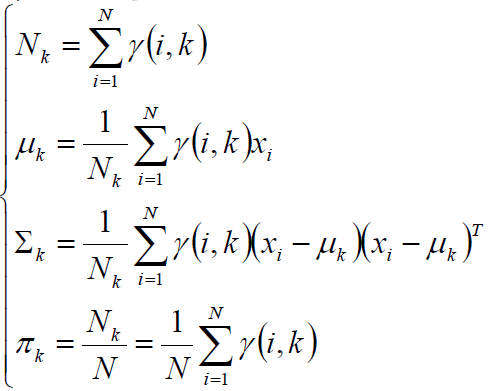 N_k = \sum_{i=1}^{N} \gamma(i, k)
\mu_k = \frac{1}{N_k} \sum_{i=1}^{N} \gamma(i, k) x_i
\Sigma_k = \frac{1}{N_k} \sum_{i=1}^{N} \gamma(i, k)(x_i - \mu_k)(x_i - \mu_k)^T
\pi_k = \frac{N_k}{N} = \frac{1}{N} \sum_{i=1}^{N} \gamma(i, k)